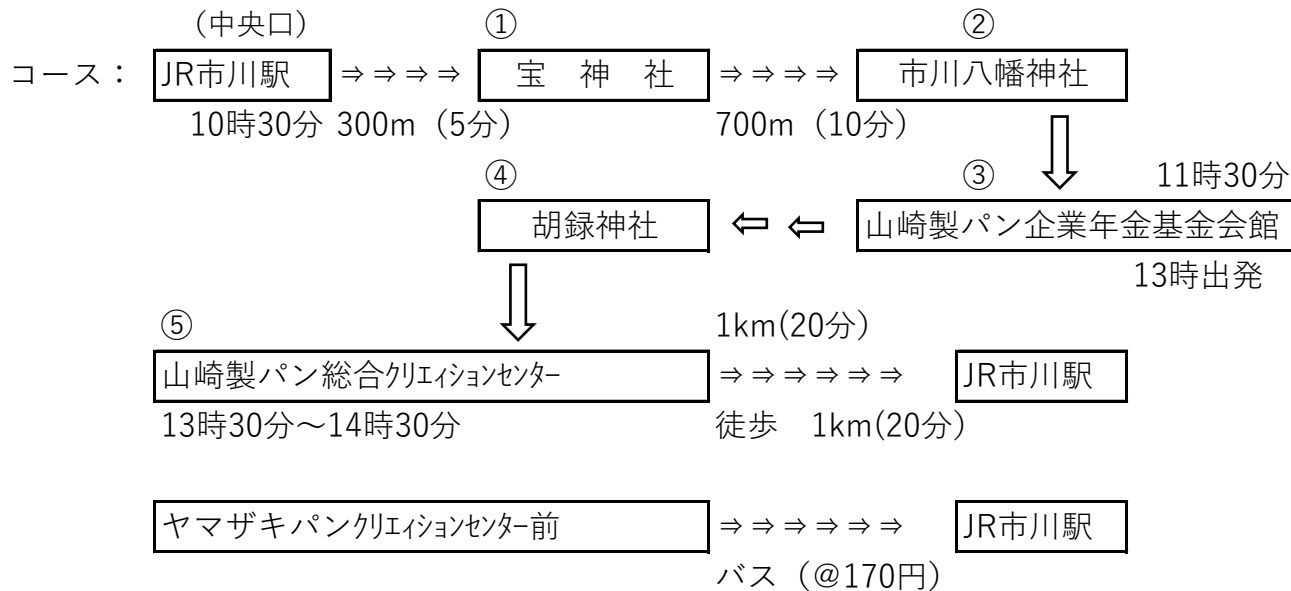 （中央口） ① ②
コース： JR市川駅 ⇒⇒⇒⇒ 宝　神　社 ⇒⇒⇒⇒ 市川八幡神社
10時30分 300m（5分） 700m（10分）
④ ③ 11時30分
胡録神社 ⇦ ⇦ 山崎製パン企業年金基金会館
13時出発
⑤ 1km(20分）
山崎製パン総合ｸﾘｴｨｼｮﾝｾﾝﾀｰ ⇒⇒⇒⇒⇒⇒ JR市川駅
13時30分～14時30分 徒歩　1km(20分）
ヤマザキパンｸﾘｴｨｼｮﾝｾﾝﾀｰ前 ⇒⇒⇒⇒⇒⇒ JR市川駅
バス（@170円）